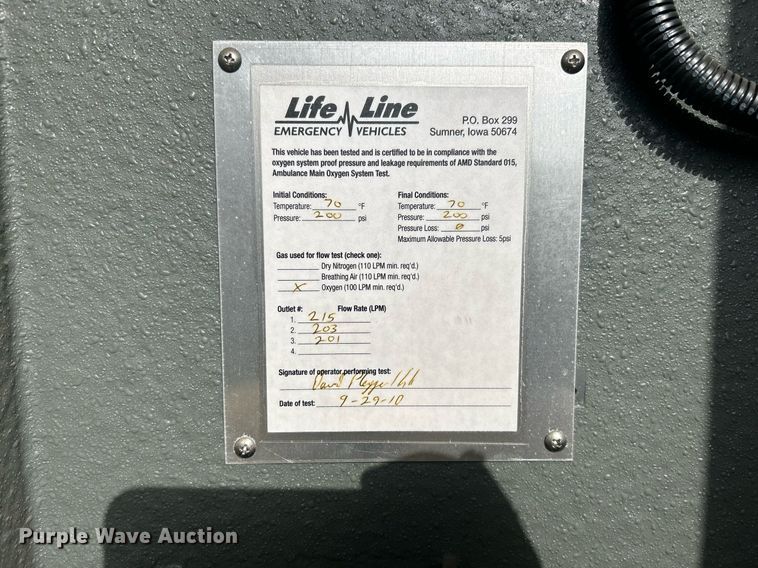 Life Line
EMERGENCY VEHICLES
P.O. Box 299
Sumner, Iowa 50674
This vehicle has been tested and is certified to be in compliance with the
oxygen system proof pressure and leakage requirements of AMD Standard 015,
Ambulance Main Oxygen System Test.
Initial Conditions:
Temperature: 70 °F
Pressure: 200 psi
Final Conditions:
Temperature: 70 °F
Pressure: 200 psi
Pressure Loss: 0 psi
Maximum Allowable Pressure Loss: 5psi
Gas used for flow test (check one):
Dry Nitrogen (110 LPM min. req'd.)
Breathing Air (110 LPM min. req'd.)
X Oxygen (100 LPM min. req'd.)
Outlet #: Flow Rate (LPM)
1. 215
2. 203
3. 201
4.
Signature of operator performing test:
David
Date of test: 9-29-10
Purple Wave Auction